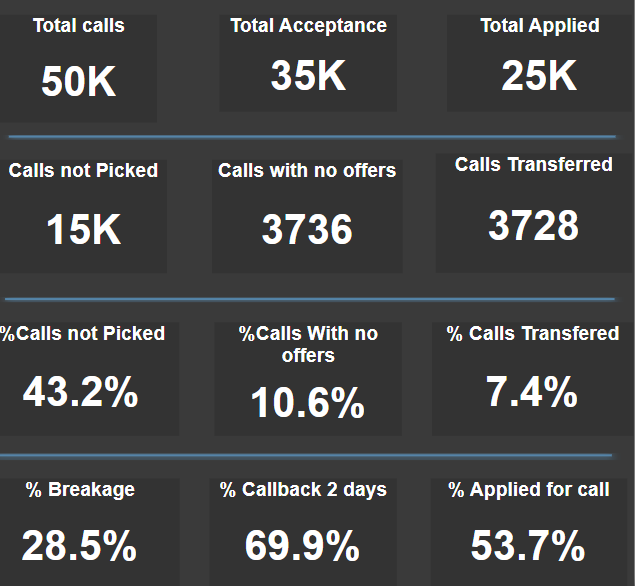 Total calls
Total Acceptance
Total Applied
50K
35K
25K
Calls not Picked
Calls with no offers
Calls Transferred
15K
3736
3728
%Calls not Picked
%Calls With no
offers
% Calls Transfered
43.2%
10.6%
7.4%
% Breakage
% Callback 2 days
% Applied for call
28.5%
69.9%
53.7%